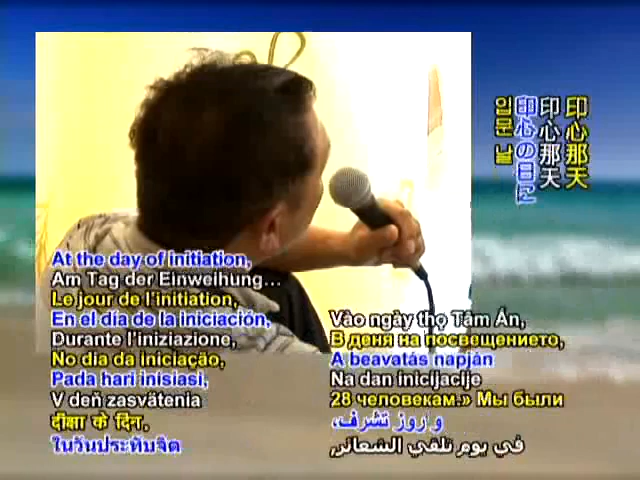 At the day of initiation,
Am Tag der Einweihung...
Le jour de l'initiation,
En el día de la iniciación,
Durante l'iniziazione,
No dia da iniciação,
Pada hari inisiasi,
V deň zasvätenia
दीक्षा के दिन,
ในวันประทับจิต
Vào ngày thọ Tâm Ấn,
В деня на посвещението,
A beavatás napján
Na dan inicijacije
28 человекам.» Мы были
و روز تشرف،
في يوم تلقي الشعائر,
印心那天
印心那天
印心の日に
입문 날